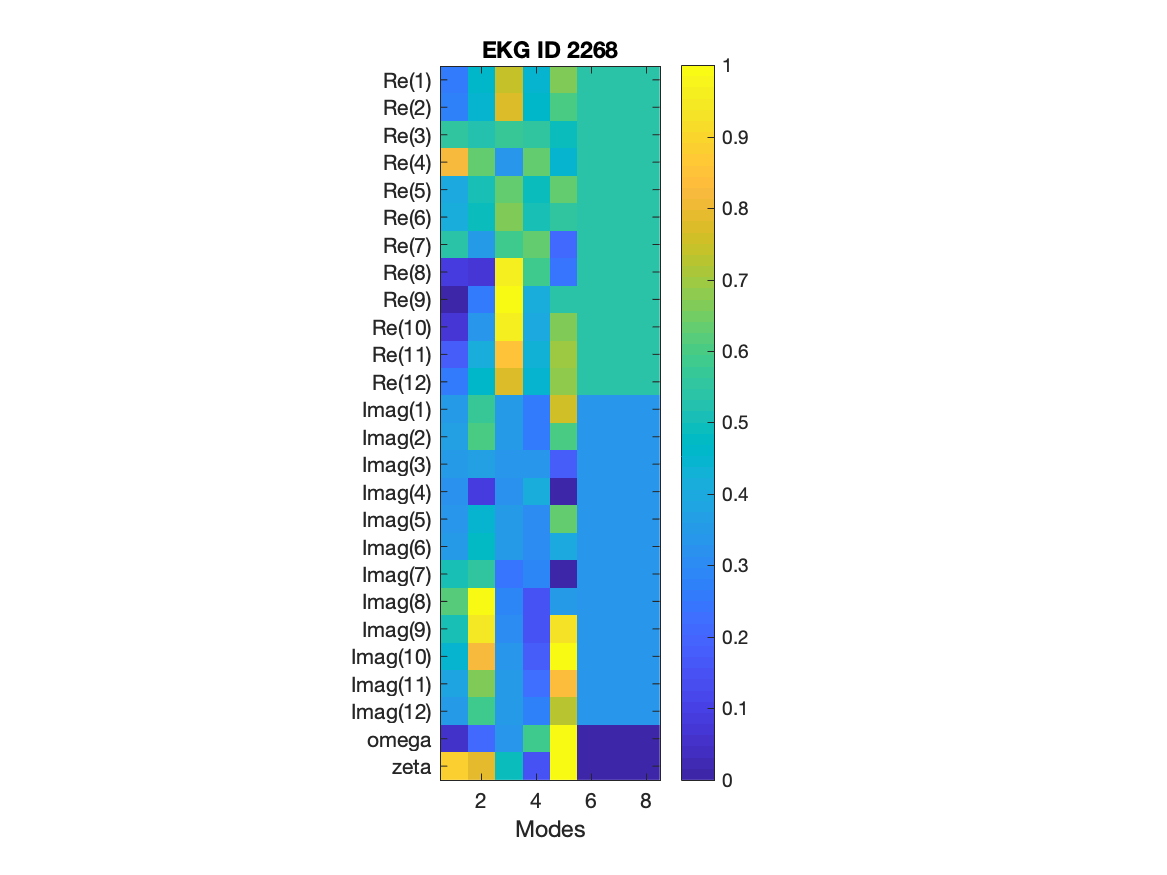 EKG ID 2268
Re(1)
Re(2)
Re(3)
Re(4)
Re(5)
Re(6)
Re(7)
Re(8)
Re(9)
Re(10)
Re(11)
Re(12)
Imag(1)
Imag(2)
Imag(3)
Imag(4)
Imag(5)
Imag(6)
Imag(7)
Imag(8)
Imag(9)
Imag(10)
Imag(11)
Imag(12)
omega
zeta
2 4 6 8
Modes
1
0.9
0.8
0.7
0.6
0.5
0.4
0.3
0.2
0.1
0